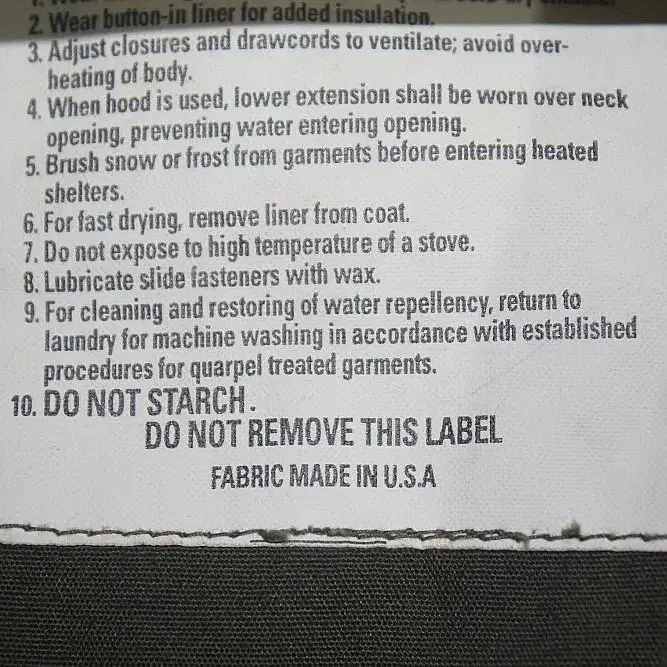 2. Wear button-in liner for added insulation.
3. Adjust closures and drawcords to ventilate; avoid over-
heating of body.
4. When hood is used, lower extension shall be worn over neck
opening, preventing water entering opening.
5. Brush snow or frost from garments before entering heated
shelters.
6. For fast drying, remove liner from coat.
7. Do not expose to high temperature of a stove.
8. Lubricate slide fasteners with wax.
9. For cleaning and restoring of water repellency, return to
laundry for machine washing in accordance with established
procedures for quarpel treated garments.
10. DO NOT STARCH.
DO NOT REMOVE THIS LABEL
FABRIC MADE IN U.S.A